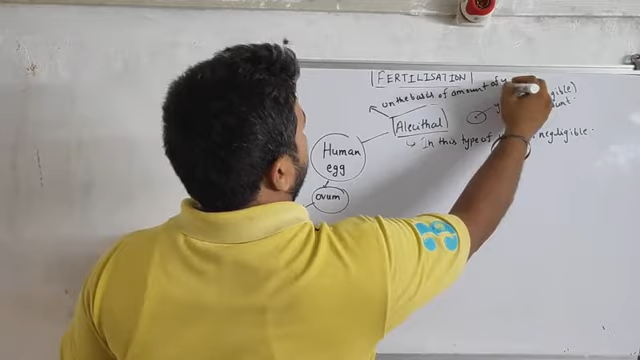 FERTILISATION
on the basis of amount of
Alecithal
In this type of negligible.
Human
egg
ovum